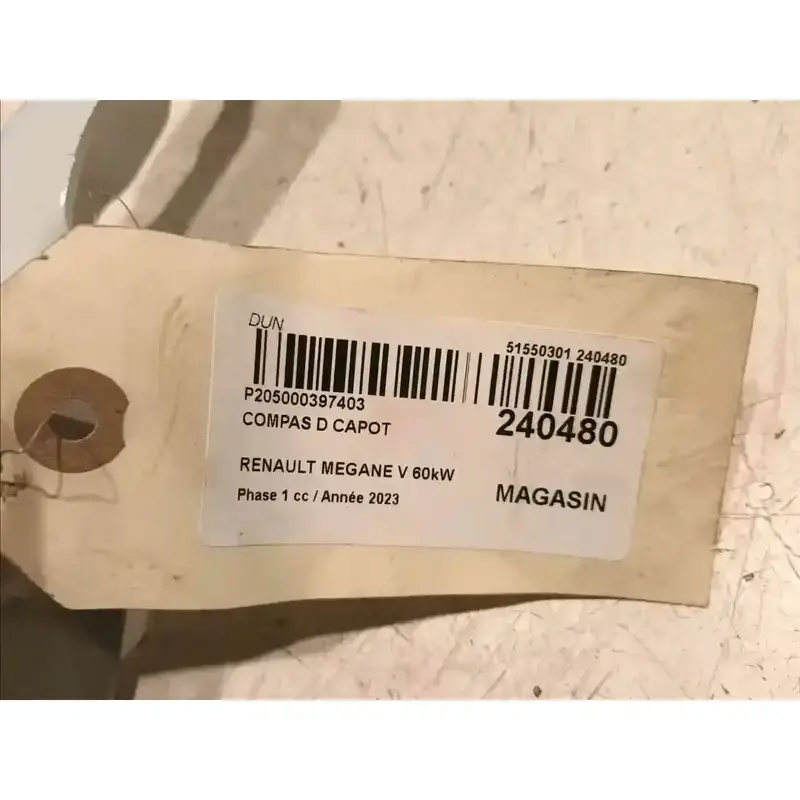 DUN
51550301 240480
P205000397403
240480
COMPAS D CAPOT
RENAULT MEGANE V 60kW
Phase 1 cc / Année 2023
MAGASIN